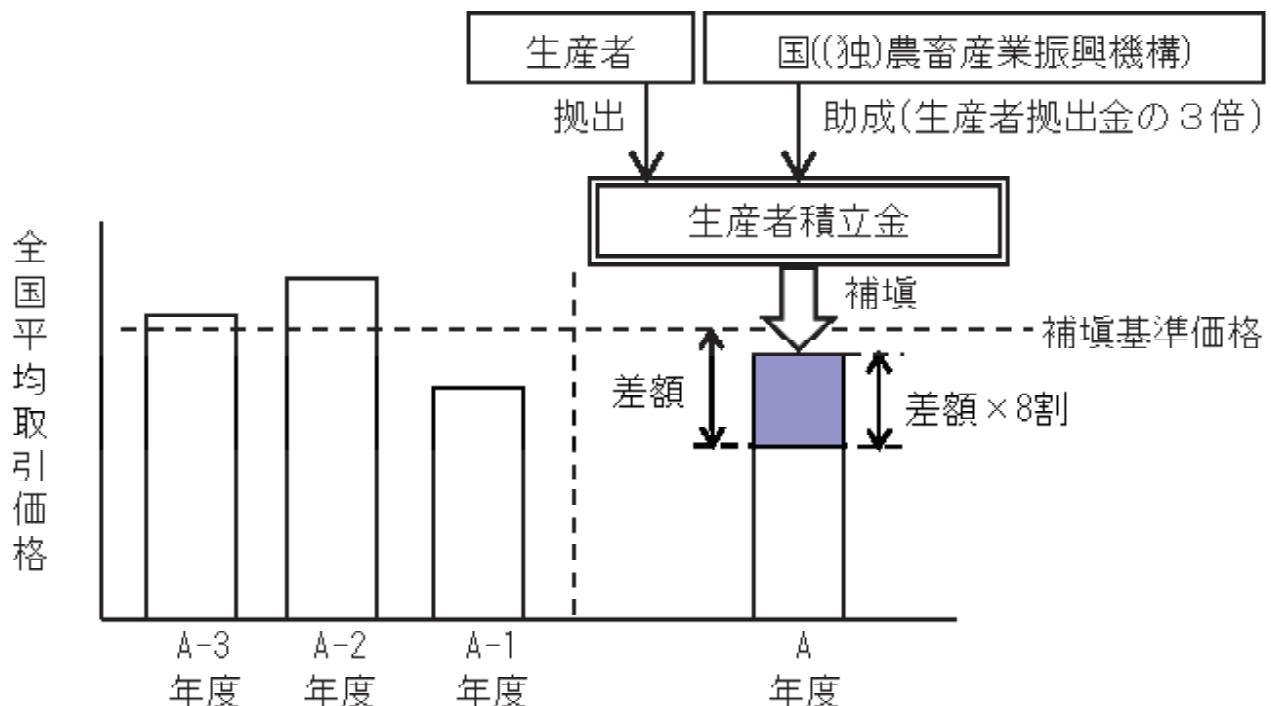 生産者
国((独)農畜産業振興機構)
拠出
助成(生産者拠出金の3倍)
生産者積立金
補塡
全国平均取引価格
補塡基準価格
差額
差額×8割
A-3
年度
A-2
年度
A-1
年度
A
年度